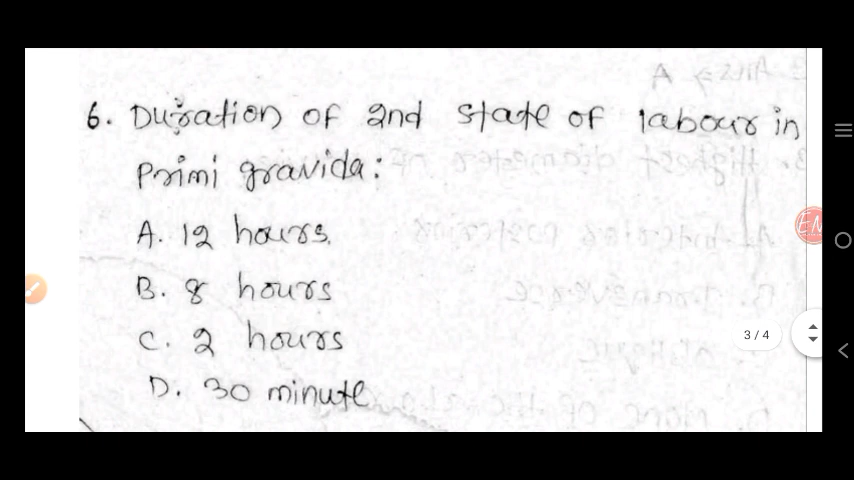 6. Duration of 2nd state of labour in
Primi gravida:
A. 12 hours.
B. 8 hours
C. 2 hours
D. 30 minute
3/4
EN